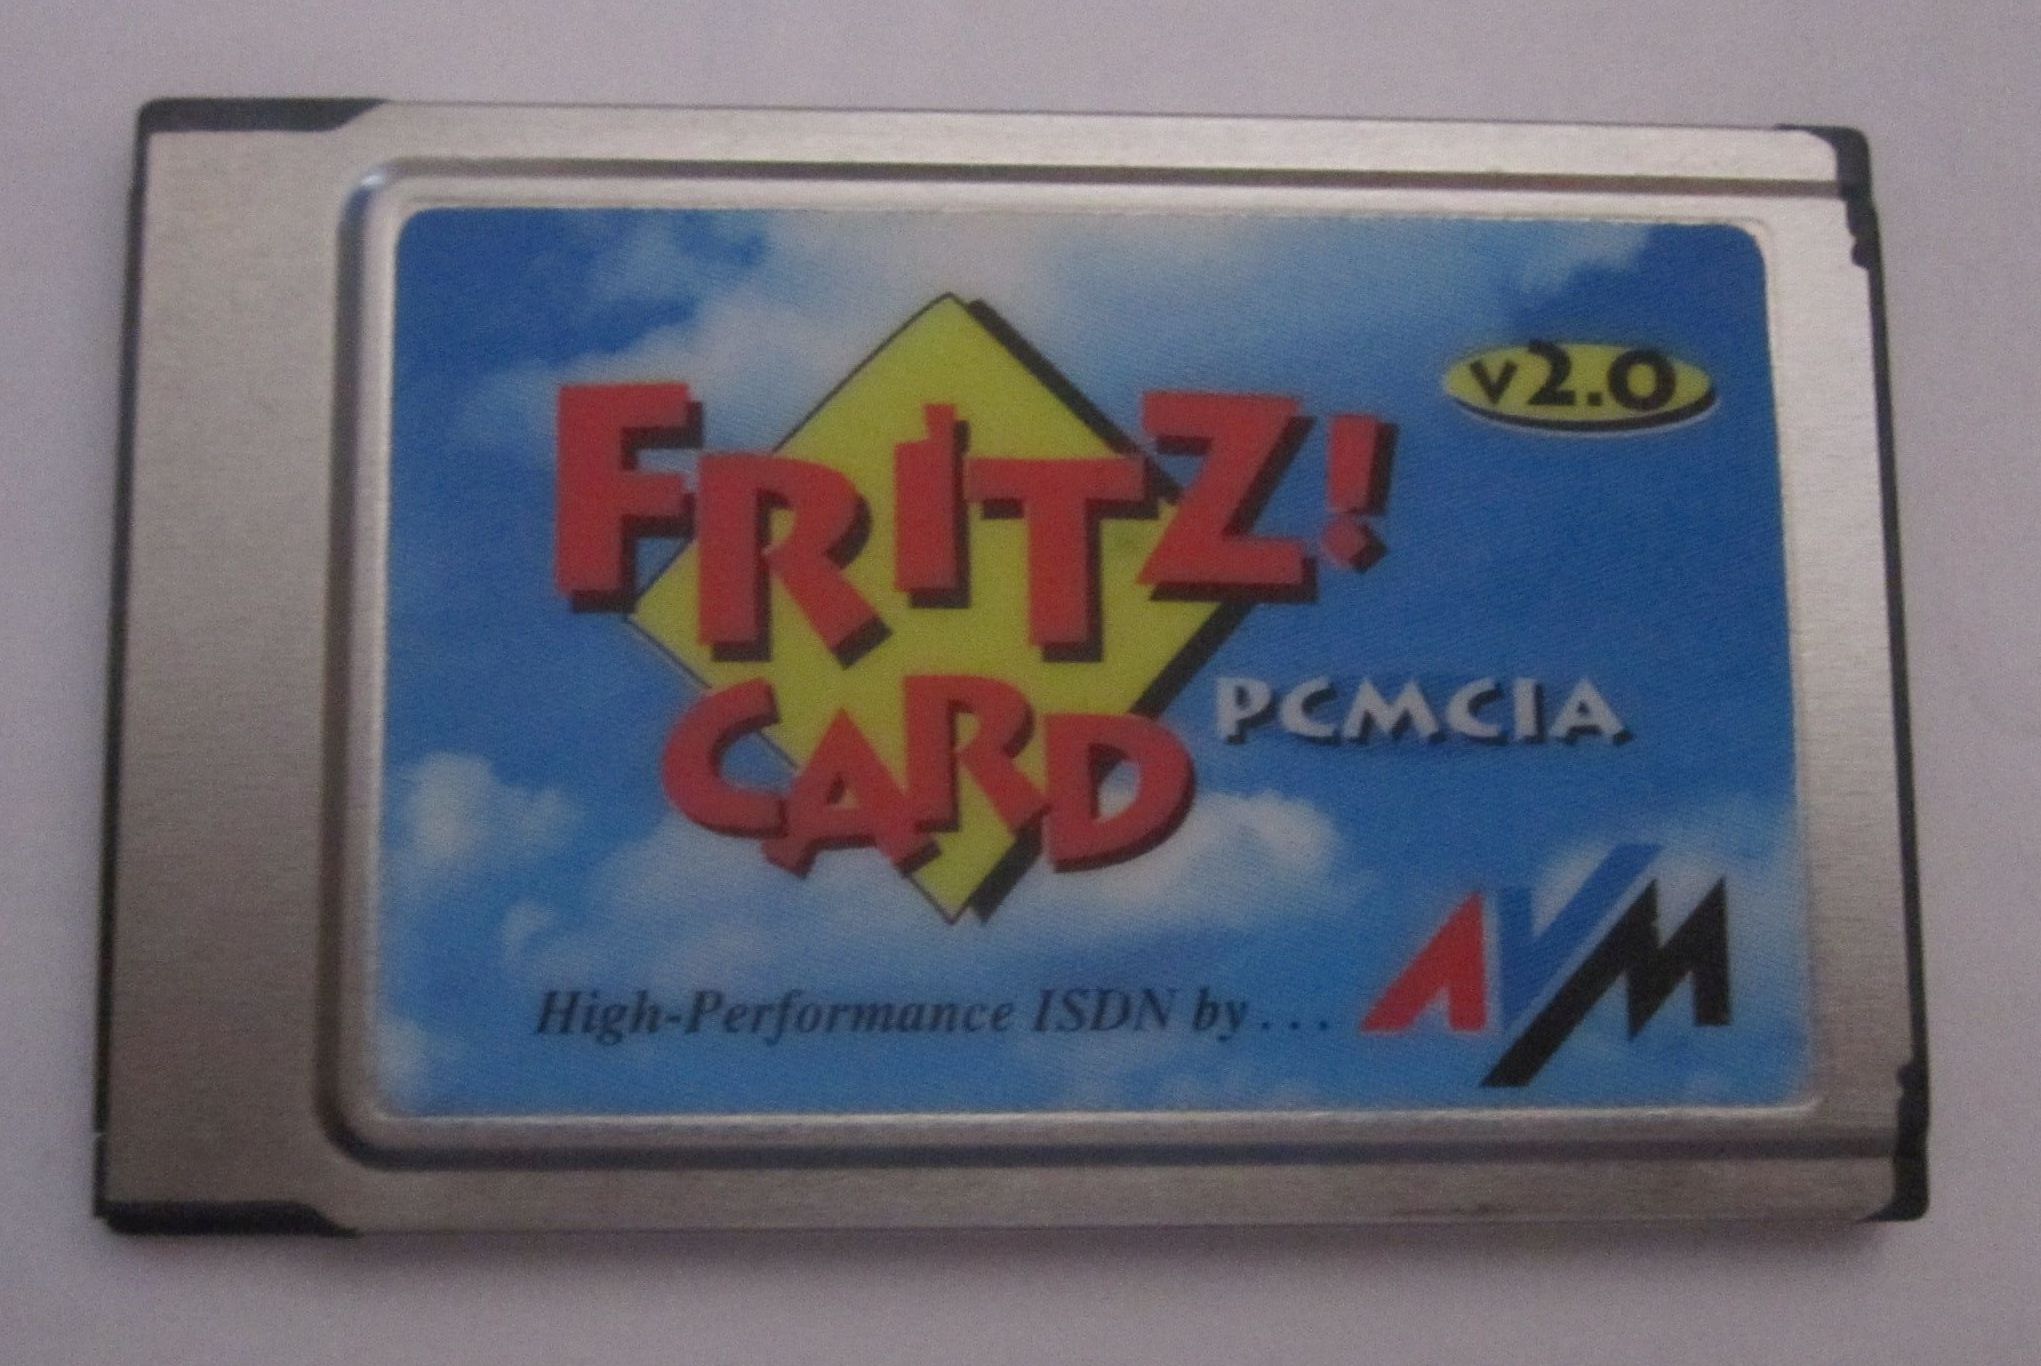 v2.0
FRITZ!
CARD PCMCIA
High-Performance ISDN by... AVM